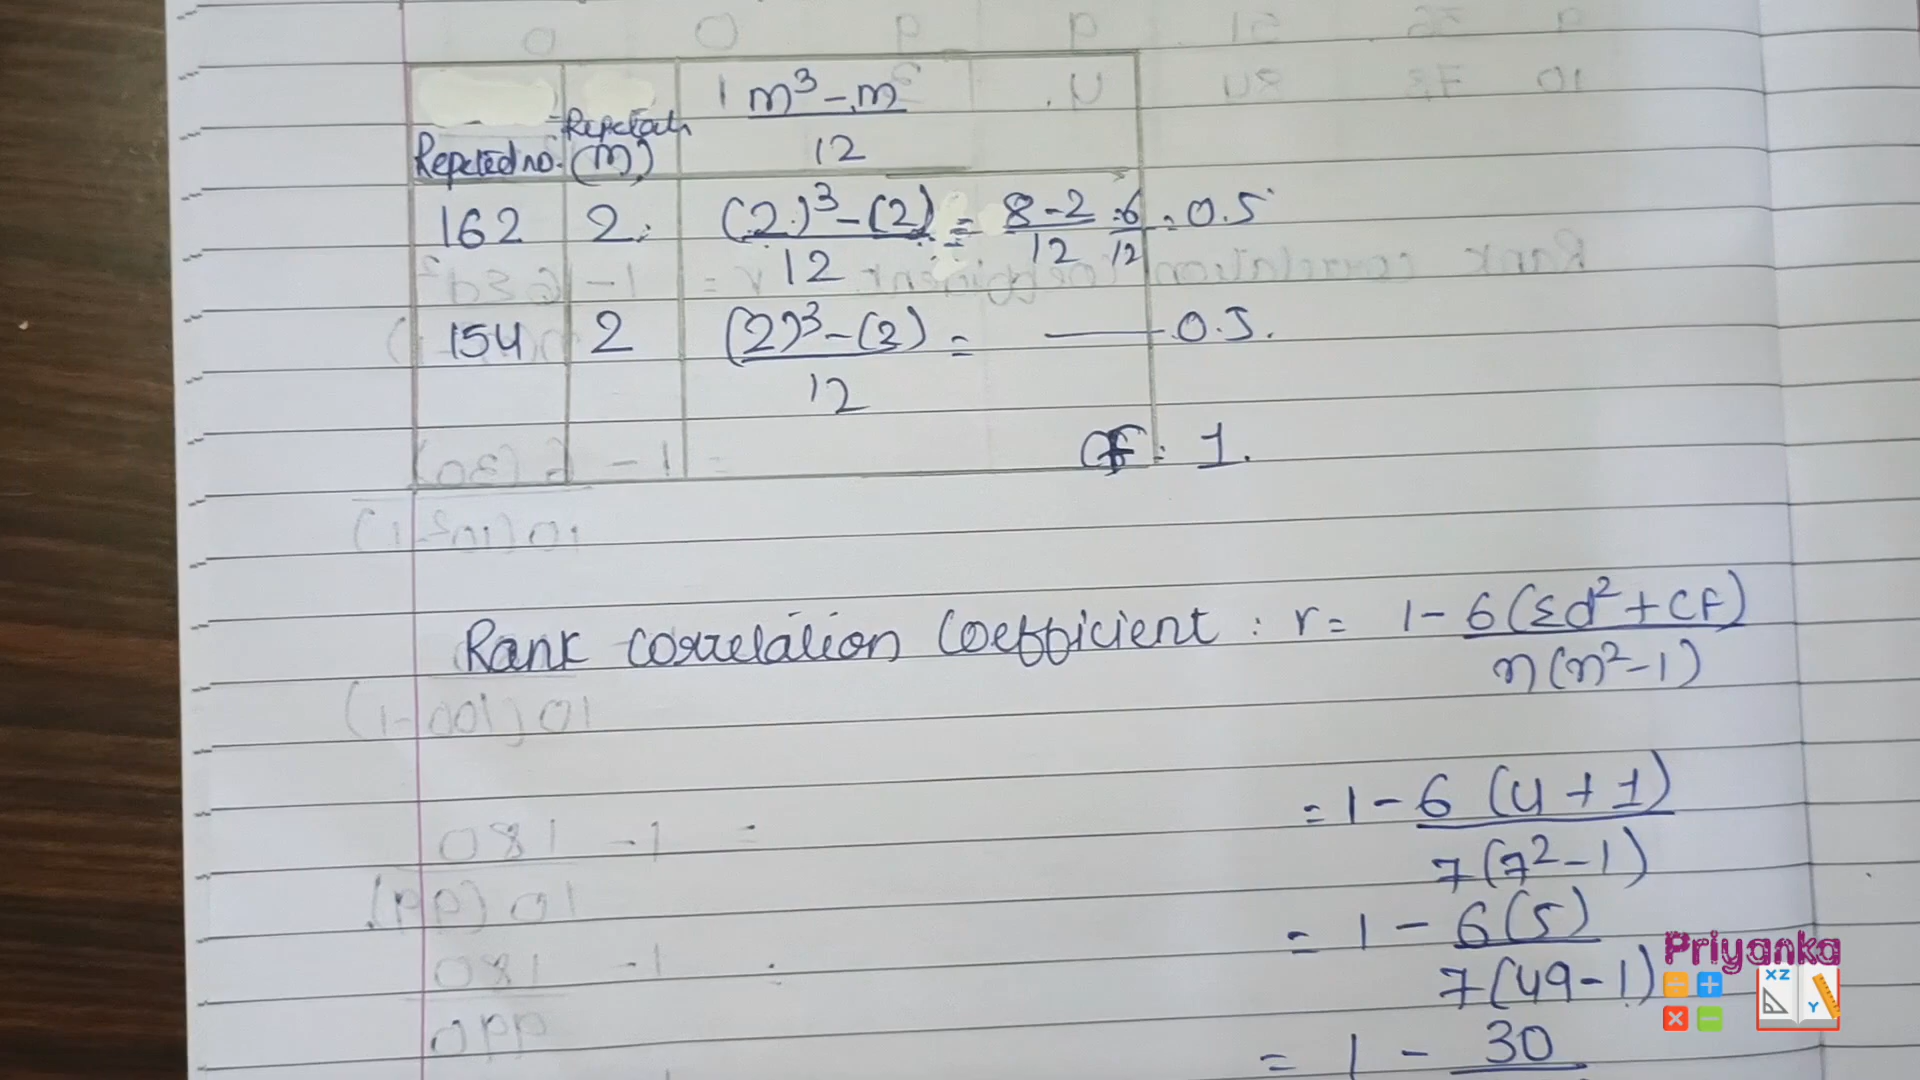 m³-m
Repeted no. (m) 12
162 2 (2)³-(2) = 8-2 = 6 = 0.5
12 12 12
154 2 (2)³-(2) = — 0.5.
12
CF : 1.
Rank correlation Coefficient : r = 1 - 6(Σd²+CF)
n(n²-1)
= 1 - 6 (4+1)
7(7²-1)
= 1 - 6(5)
7(49-1)
= 1 - 30
Priyanka
XZ
Y